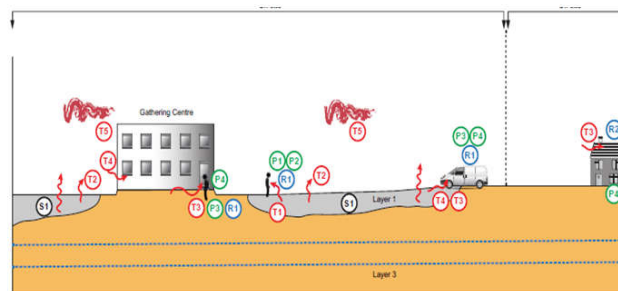 Gathering Centre
T5
T5
T4
T2
S1
P4
T3
P3
R1
P1
P2
R1
T2
T1
S1
Layer 1
P3
P4
R1
T4
T3
T3
R2
P4
Layer 3